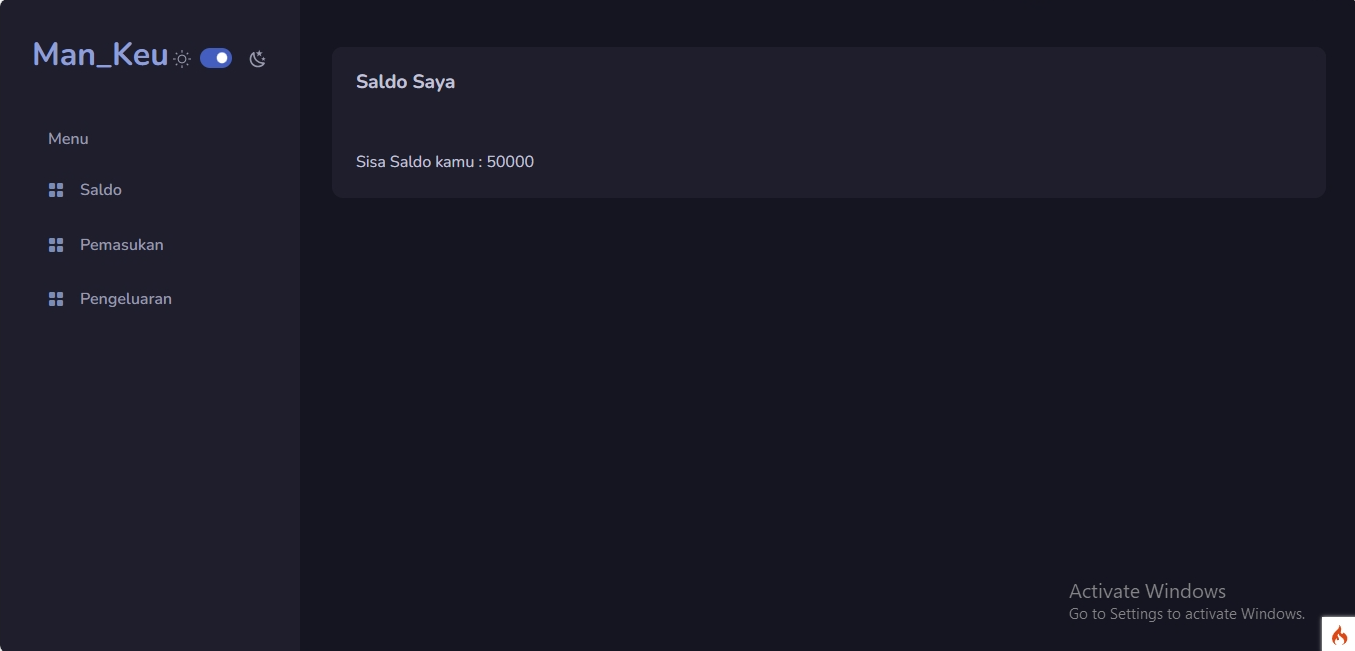 Man_Keu
Menu
Saldo
Pemasukan
Pengeluaran
Saldo Saya
Sisa Saldo kamu : 50000
Activate Windows
Go to Settings to activate Windows.